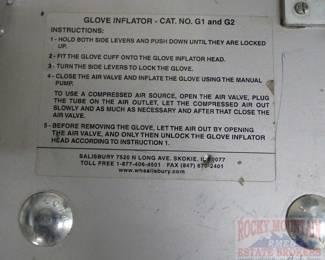 GLOVE INFLATOR - CAT. NO. G1 and G2
INSTRUCTIONS:
1 - HOLD BOTH SIDE LEVERS AND PUSH DOWN UNTIL THEY ARE LOCKED
UP.
2 - FIT THE GLOVE CUFF ONTO THE GLOVE INFLATOR HEAD.
3 - TURN THE SIDE LEVERS TO LOCK THE GLOVE.
4 - CLOSE THE AIR VALVE AND INFLATE THE GLOVE USING THE MANUAL
PUMP.
TO USE A COMPRESSED AIR SOURCE, OPEN THE AIR VALVE, PLUG
THE TUBE ON THE AIR OUTLET, LET THE COMPRESSED AIR OUT
SLOWLY AND AS MUCH AS NECESSARY AND AFTER THAT CLOSE THE
AIR VALVE.
5 - BEFORE REMOVING THE GLOVE, LET THE AIR OUT BY OPENING
THE AIR VALVE, AND ONLY THEN UNLOCK THE GLOVE INFLATOR
HEAD ACCORDING TO INSTRUCTION 1.
SALISBURY 7520 N LONG AVE. SKOKIE, IL 60077
TOLL FREE 1-877-406-4501 FAX (847) 679-2401
www.whsalisbury.com
ROCKY MOUNTAIN
ESTATE BROKERS